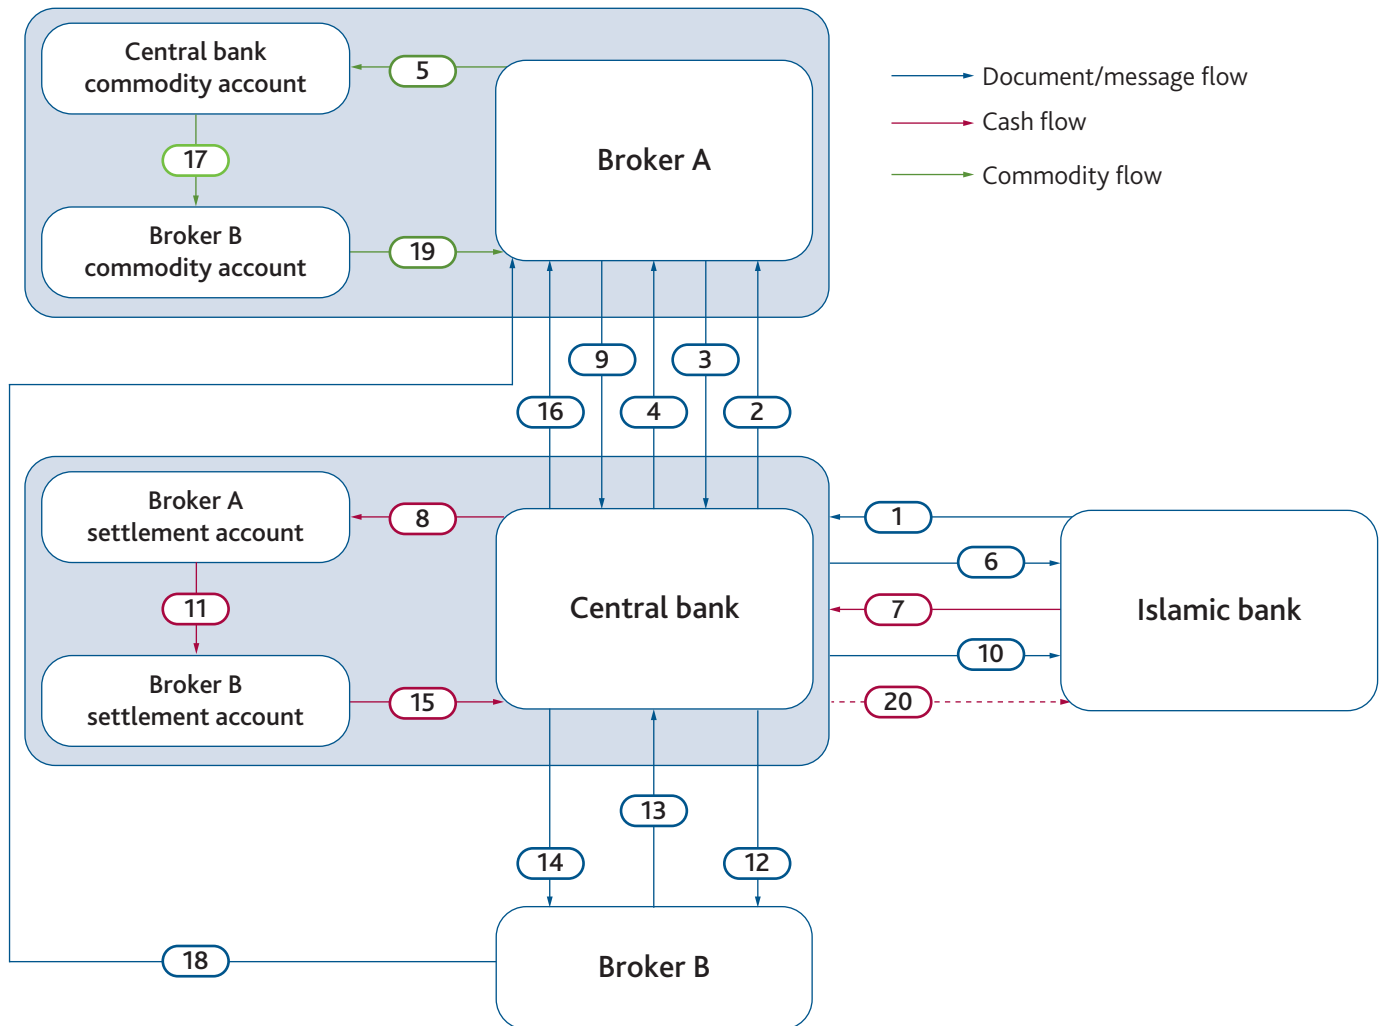 Central bank
commodity account
5
Broker A
17
Broker B
commodity account
19
Document/message flow
Cash flow
Commodity flow
9
3
16
4
2
Broker A
settlement account
8
11
Broker B
settlement account
15
Central bank
1
6
7
10
20
Islamic bank
13
14
12
18
Broker B